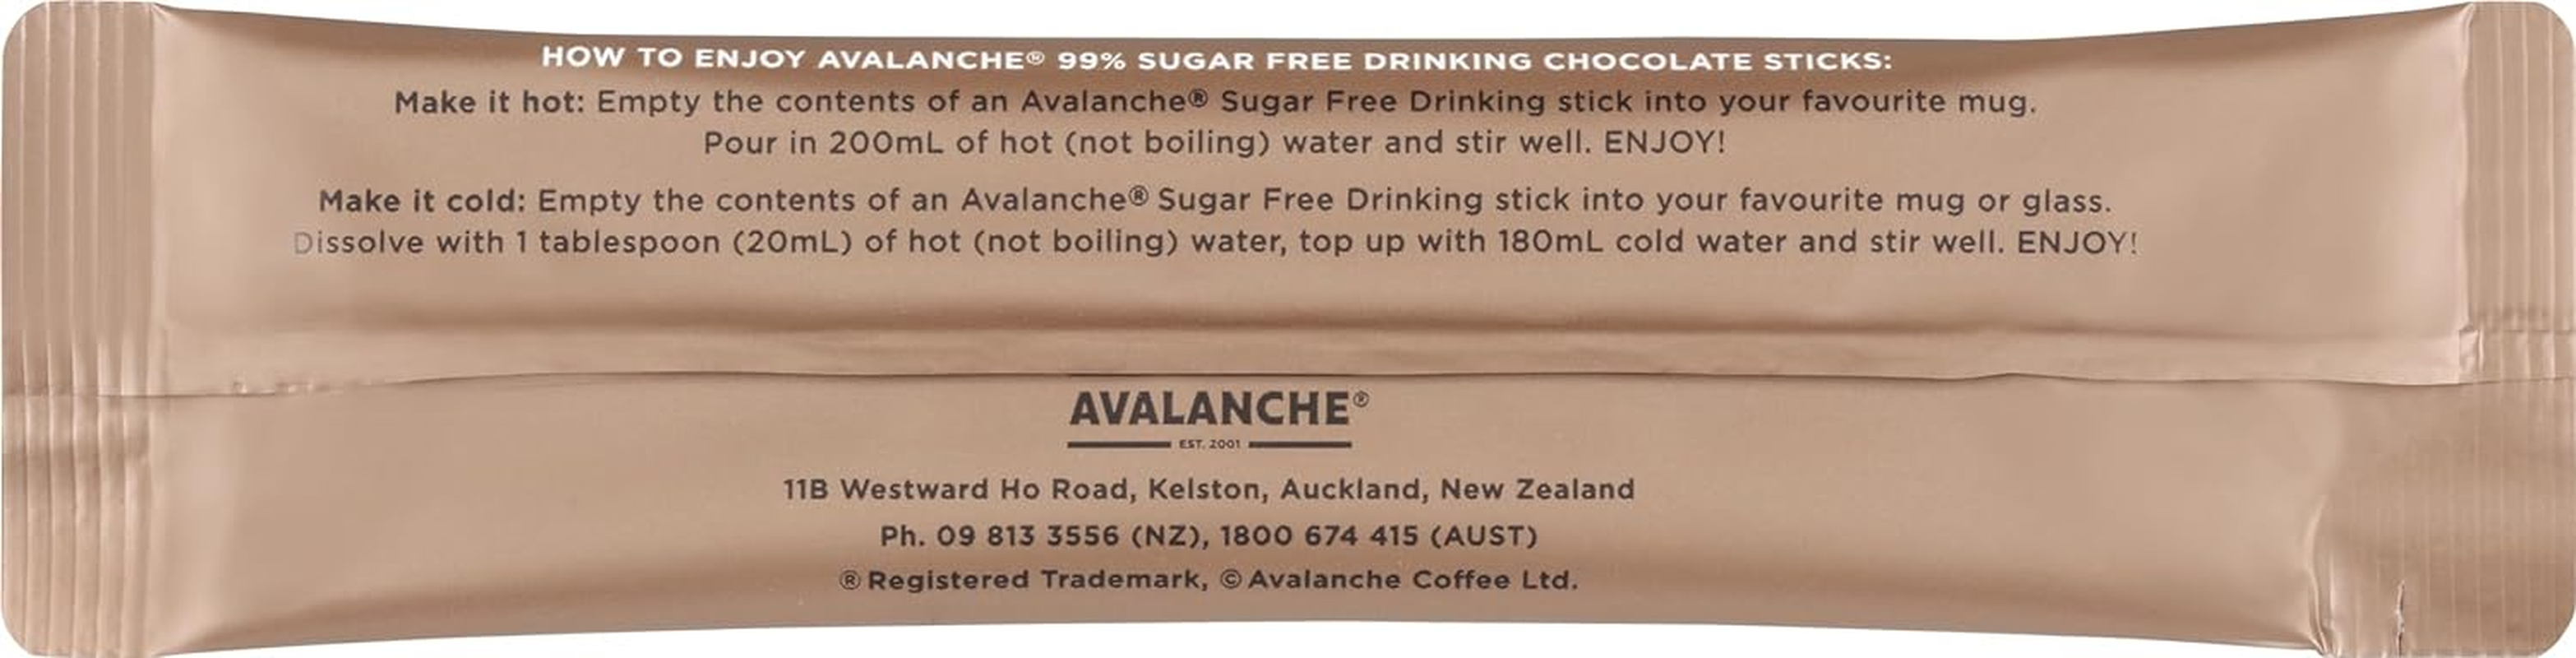 HOW TO ENJOY AVALANCHE® 99% SUGAR FREE DRINKING CHOCOLATE STICKS:
Make it hot: Empty the contents of an Avalanche® Sugar Free Drinking stick into your favourite mug.
Pour in 200mL of hot (not boiling) water and stir well. ENJOY!
Make it cold: Empty the contents of an Avalanche® Sugar Free Drinking stick into your favourite mug or glass.
Dissolve with 1 tablespoon (20mL) of hot (not boiling) water, top up with 180mL cold water and stir well. ENJOY!
AVALANCHE®
EST. 2001
11B Westward Ho Road, Kelston, Auckland, New Zealand
Ph. 09 813 3556 (NZ), 1800 674 415 (AUST)
® Registered Trademark, © Avalanche Coffee Ltd.